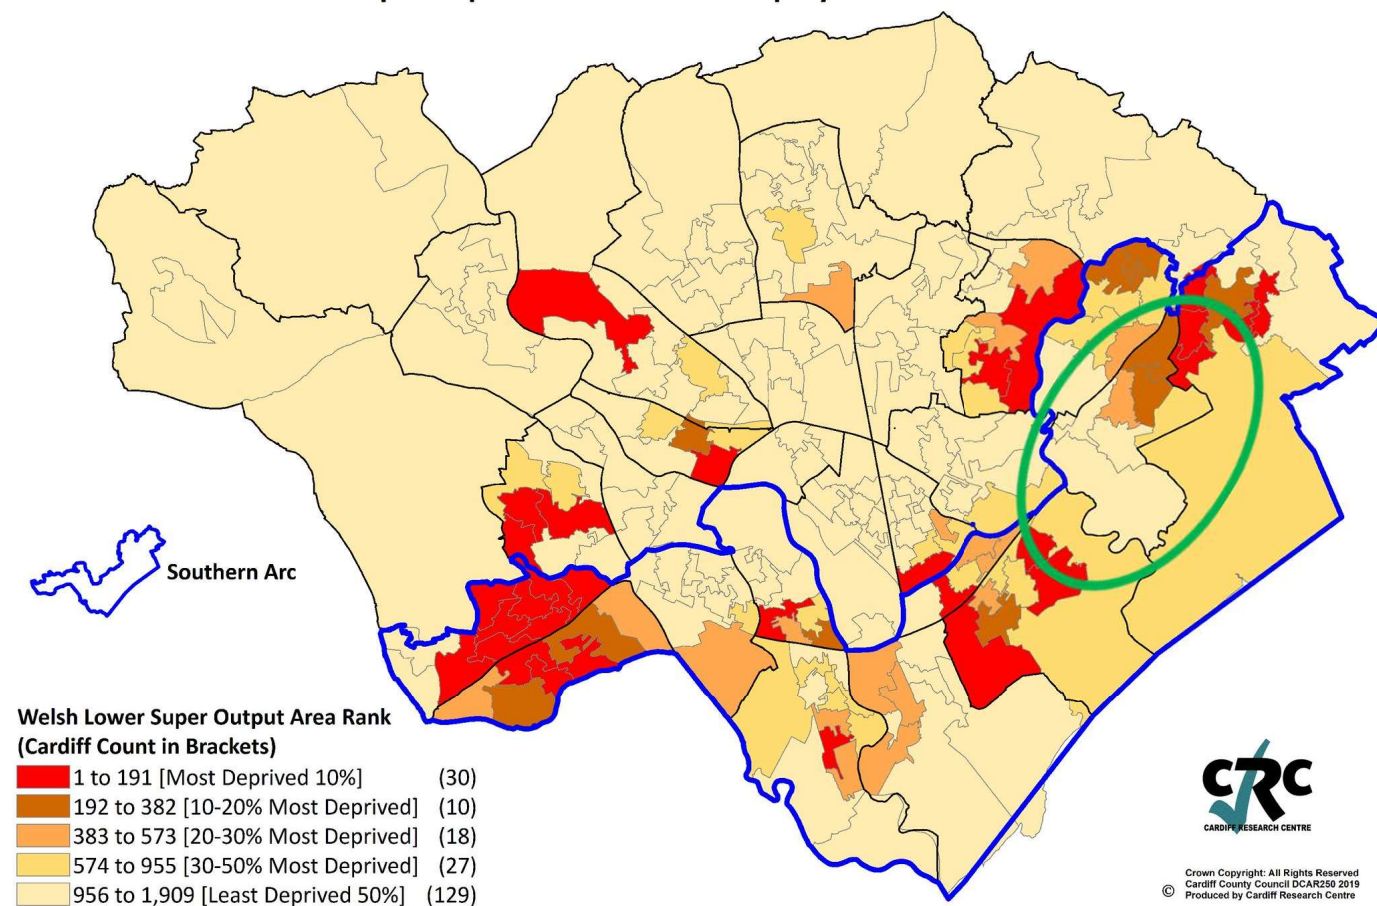 Southern Arc
Welsh Lower Super Output Area Rank
(Cardiff Count in Brackets)
1 to 191 [Most Deprived 10%] (30)
192 to 382 [10-20% Most Deprived] (10)
383 to 573 [20-30% Most Deprived] (18)
574 to 955 [30-50% Most Deprived] (27)
956 to 1,909 [Least Deprived 50%] (129)
CRC
CARDIFF RESEARCH CENTRE
Crown Copyright: All Rights Reserved
Cardiff County Council DCAR250 2019
© Produced by Cardiff Research Centre